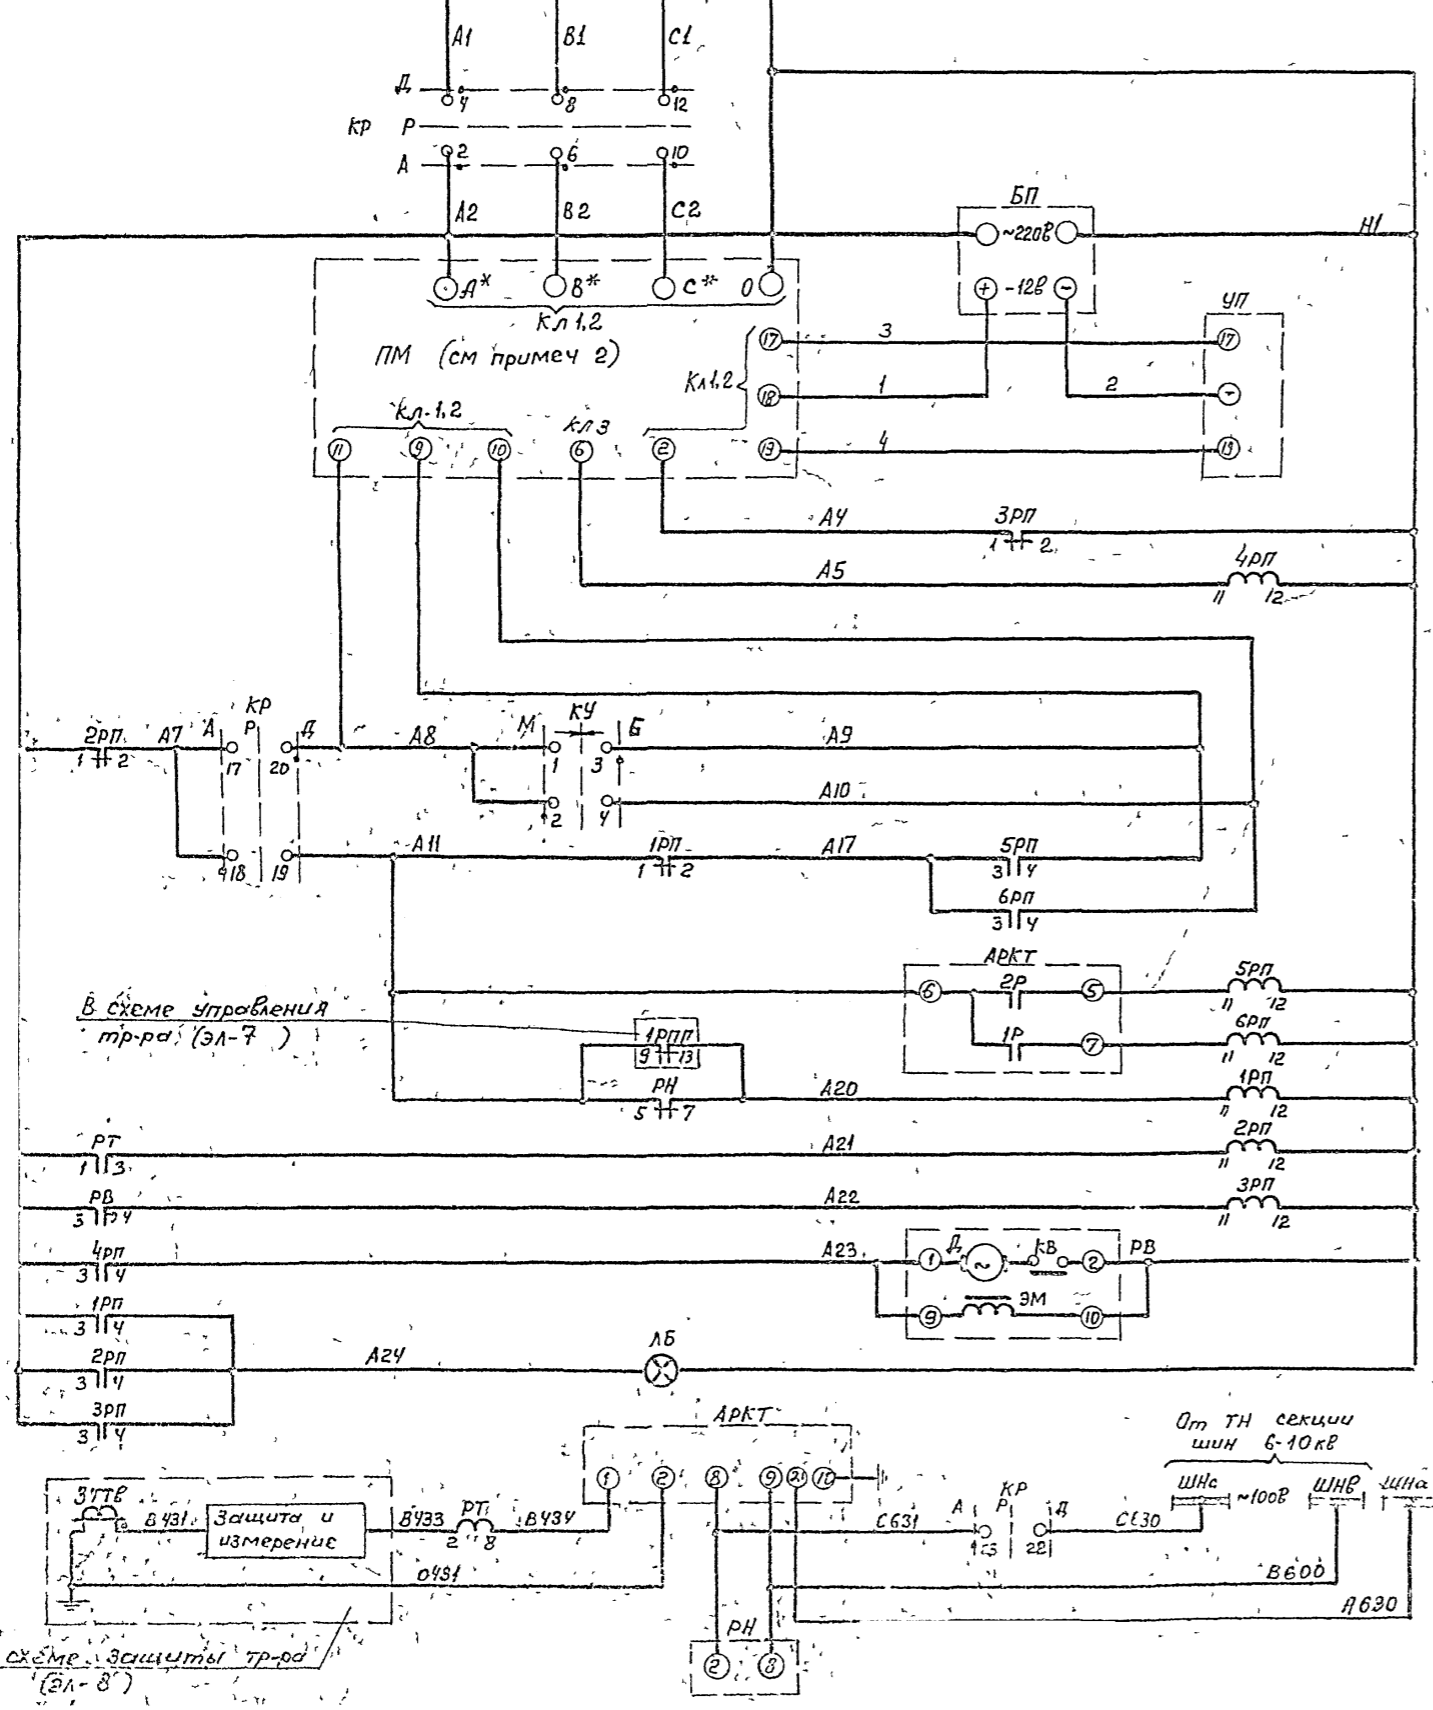 А1 В1 С1
Д 4 8 12
КР Р
А 2 6 10
А2 В2 С2
БП
~220В Н1
А* В* С* 0 + -12В -
Кл 1,2
УП
ПМ (см примеч 2)
17 3 17
Кл 1,2
18 1 2 -
Кл-1,2 Кл 3
11 9 10 6 2 19 4 19
А4 3РП
1 2
А5 4РП
11 12
КР
2РП А7 А Р Д А8 М КУ Б А9
1 2 17 20 1 3
А10
2 4
А11 1РП А17 5РП
18 19 1 2 3 4
6РП
3 4
АРКТ
6 2Р 5 5РП
11 12
В схеме управления
тр-ра (ЭЛ-7 )
1РПП 1Р 7 6РП
9 13 11 12
РН А20 1РП
5 7 11 12
РТ А21 2РП
1 3 11 12
РВ А22 3РП
3 4 11 12
4РП А23 1 Д ~ КВ 2 РВ
3 4
1РП 9 ЭМ 10
3 4
2РП А24 ЛБ
3 4
3РП
3 4
АРКТ
От ТН секции
шин 6-10кВ
3ТТВ 1 2 8 9 21 12 ШНс ~100В ШНв ШНа
В431 Защита и
измерение
В433 РТ В434
2 8
С631 А КР Р Д
22
0431 В600
А630
РН
2 8
схеме защиты тр-ра
(ЭЛ-8 )